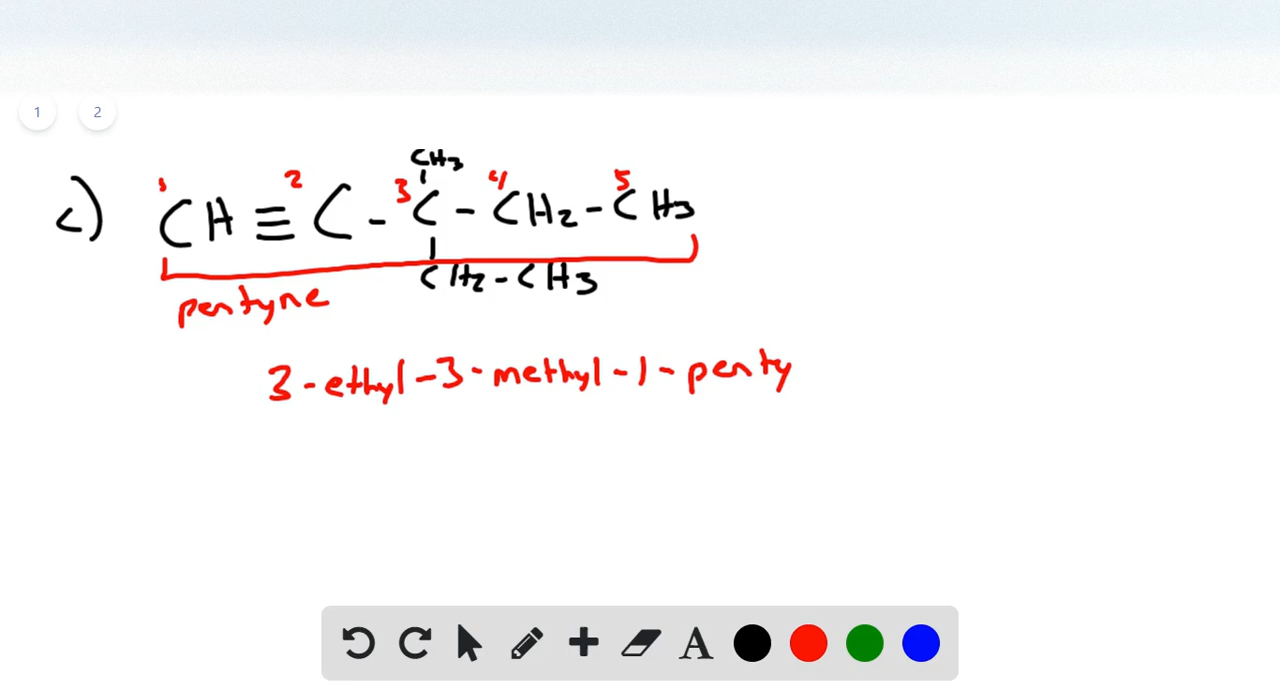 1 2
CH3
1 2 3 4 5
c) CH ≡ C - C - CH2 - CH3
CH2 - CH3
pentyne
3-ethyl-3-methyl-1-penty
A